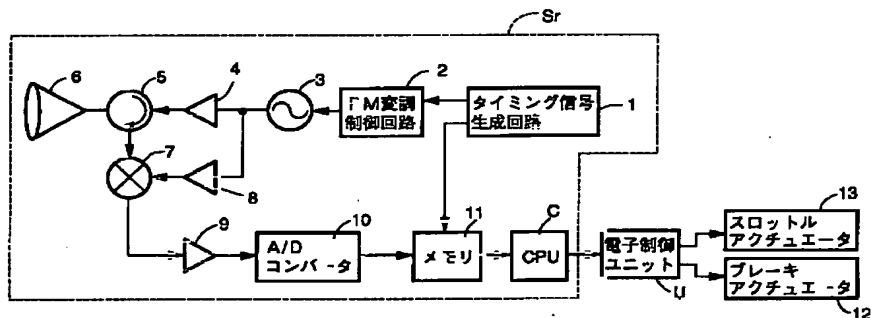 Sr
6
5
4
3
2
FM変調
制御回路
タイミング信号
生成回路
1
7
8
9
10
A/D
コンバータ
11
メモリ
C
CPU
電子制御
ユニット
U
13
スロットル
アクチュエータ
ブレーキ
アクチュエータ
12